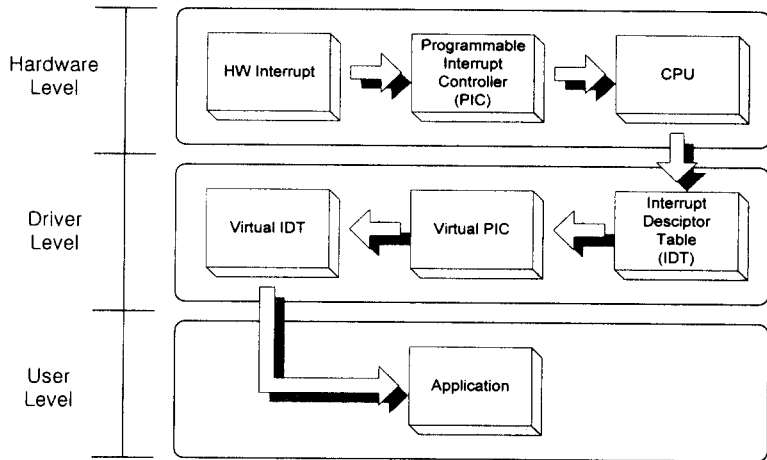 Hardware
Level
HW Interrupt
Programmable
Interrupt
Controller
(PIC)
CPU
Driver
Level
Virtual IDT
Virtual PIC
Interrupt
Desciptor
Table
(IDT)
User
Level
Application